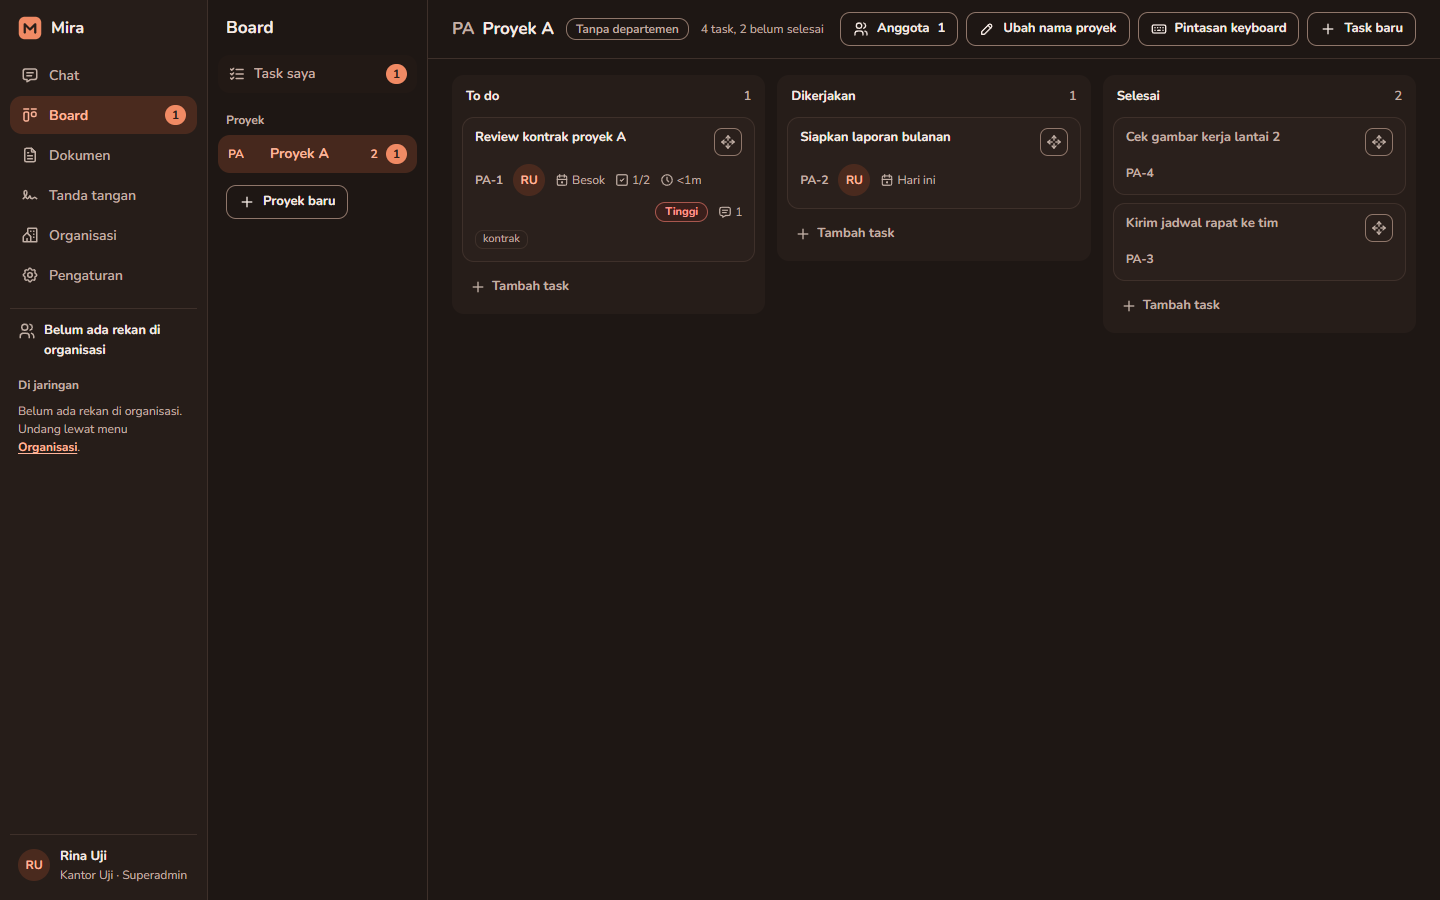 Mira
Chat
Board 1
Dokumen
Tanda tangan
Organisasi
Pengaturan
Belum ada rekan di
organisasi
Di jaringan
Belum ada rekan di organisasi.
Undang lewat menu
Organisasi.
RU
Rina Uji
Kantor Uji · Superadmin
Board
Task saya 1
Proyek
PA Proyek A 2 1
Proyek baru
PA Proyek A Tanpa departemen 4 task, 2 belum selesai Anggota 1 Ubah nama proyek Pintasan keyboard Task baru
To do 1
Review kontrak proyek A
PA-1 RU Besok 1/2 <1m
Tinggi 1
kontrak
Tambah task
Dikerjakan 1
Siapkan laporan bulanan
PA-2 RU Hari ini
Tambah task
Selesai 2
Cek gambar kerja lantai 2
PA-4
Kirim jadwal rapat ke tim
PA-3
Tambah task